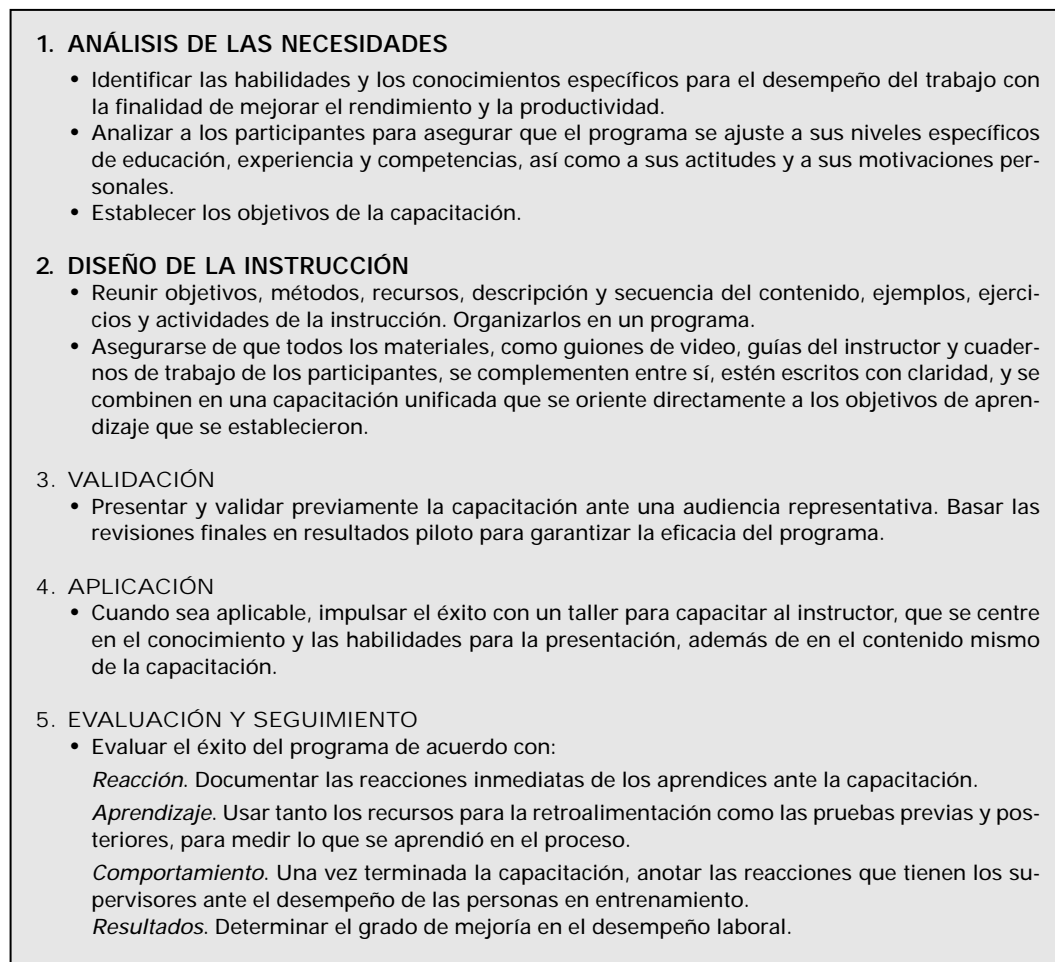 1. ANÁLISIS DE LAS NECESIDADES
• Identificar las habilidades y los conocimientos específicos para el desempeño del trabajo con
la finalidad de mejorar el rendimiento y la productividad.
• Analizar a los participantes para asegurar que el programa se ajuste a sus niveles específicos
de educación, experiencia y competencias, así como a sus actitudes y a sus motivaciones per-
sonales.
• Establecer los objetivos de la capacitación.
2. DISEÑO DE LA INSTRUCCIÓN
• Reunir objetivos, métodos, recursos, descripción y secuencia del contenido, ejemplos, ejerci-
cios y actividades de la instrucción. Organizarlos en un programa.
• Asegurarse de que todos los materiales, como guiones de video, guías del instructor y cuader-
nos de trabajo de los participantes, se complementen entre sí, estén escritos con claridad, y se
combinen en una capacitación unificada que se oriente directamente a los objetivos de apren-
dizaje que se establecieron.
3. VALIDACIÓN
• Presentar y validar previamente la capacitación ante una audiencia representativa. Basar las
revisiones finales en resultados piloto para garantizar la eficacia del programa.
4. APLICACIÓN
• Cuando sea aplicable, impulsar el éxito con un taller para capacitar al instructor, que se centre
en el conocimiento y las habilidades para la presentación, además de en el contenido mismo
de la capacitación.
5. EVALUACIÓN Y SEGUIMIENTO
• Evaluar el éxito del programa de acuerdo con:
Reacción. Documentar las reacciones inmediatas de los aprendices ante la capacitación.
Aprendizaje. Usar tanto los recursos para la retroalimentación como las pruebas previas y pos-
teriores, para medir lo que se aprendió en el proceso.
Comportamiento. Una vez terminada la capacitación, anotar las reacciones que tienen los su-
pervisores ante el desempeño de las personas en entrenamiento.
Resultados. Determinar el grado de mejoría en el desempeño laboral.